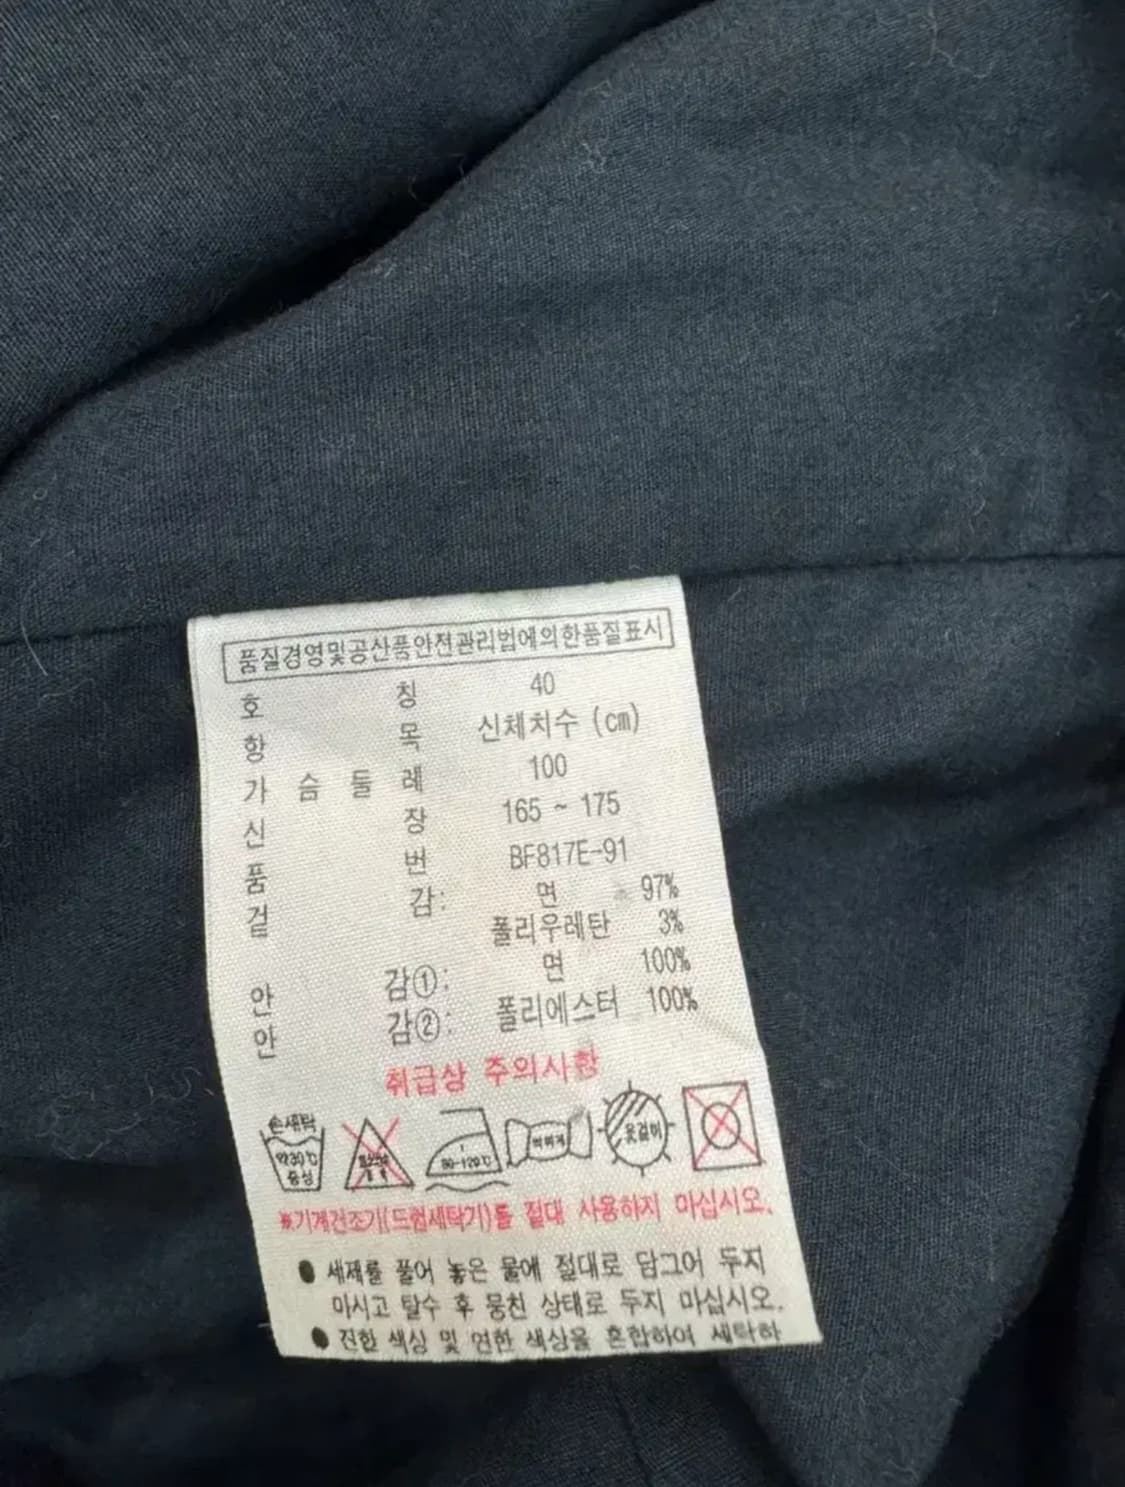 품질경영및공산품안전관리법에의한품질표시
호 칭 40
항 목 신체치수 (cm)
가슴둘레 100
신 장 165 ~ 175
품 번 BF817E-91
겉 감: 면 97%
폴리우레탄 3%
안 감①: 면 100%
안 감②: 폴리에스터 100%
취급상 주의사항
손세탁
약30℃
중성
80~120℃
옷걸이
※기계건조기(드럼세탁기)를 절대 사용하지 마십시오.
● 세제를 풀어 놓은 물에 절대로 담그어 두지
마시고 탈수 후 뭉친 상태로 두지 마십시오.
● 진한 색상 및 연한 색상을 혼합하여 세탁하